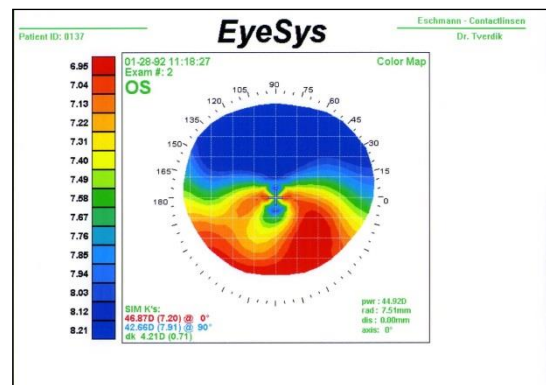 EyeSys
Eschmann - Contactlinsen
Patient ID: 0137
Dr. Tverdik
01-28-92 11:18:27
Exam #: 2
OS
Color Map
6.95
7.04
7.13
7.22
7.31
7.40
7.49
7.58
7.67
7.76
7.85
7.94
8.03
8.12
8.21
180
165
150
135
120
105
90
75
60
45
30
15
0
SIM K's:
46.87D (7.20) @ 0°
42.66D (7.91) @ 90°
dk 4.21D (0.71)
pwr : 44.92D
rad : 7.51mm
dis : 0.00mm
axis: 0°